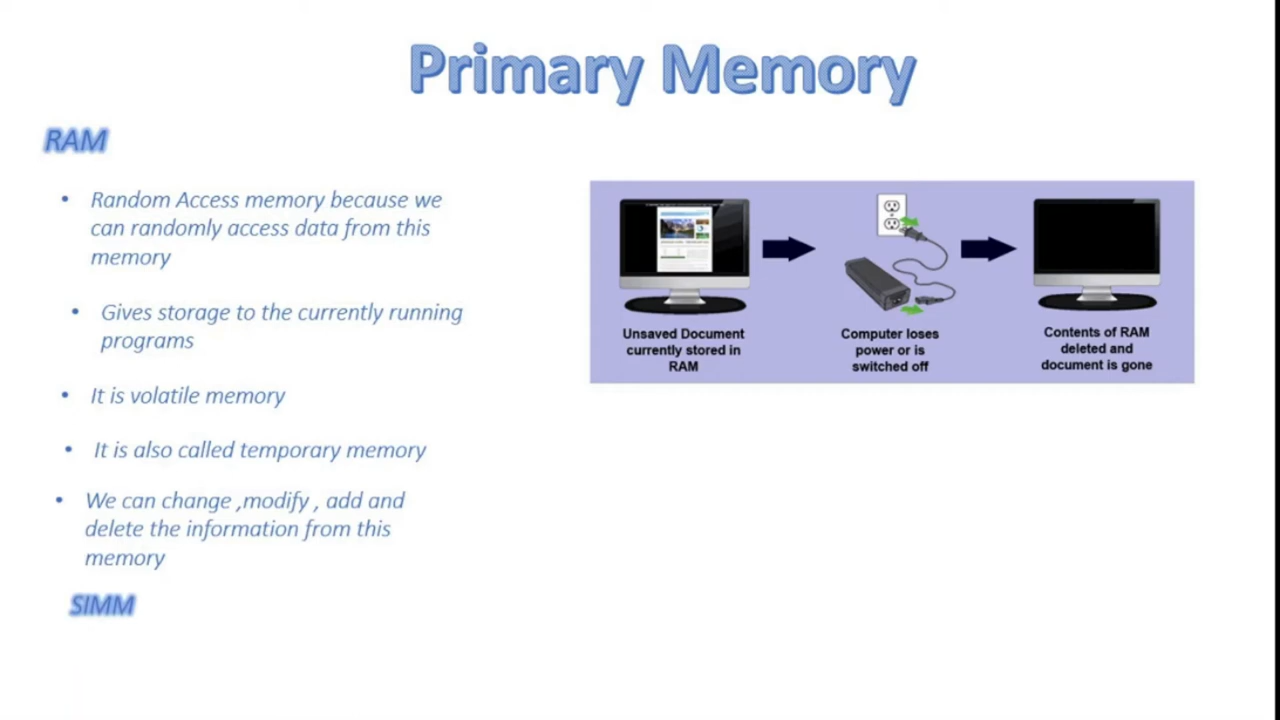 Primary Memory
RAM
• Random Access memory because we
can randomly access data from this
memory
• Gives storage to the currently running
programs
• It is volatile memory
• It is also called temporary memory
• We can change ,modify , add and
delete the information from this
memory
SIMM
Unsaved Document
currently stored in
RAM
Computer loses
power or is
switched off
Contents of RAM
deleted and
document is gone